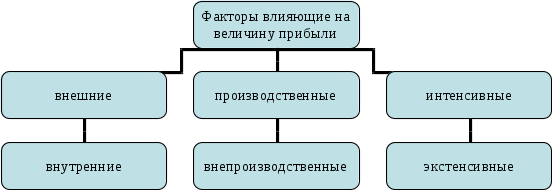 Факторы влияющие на
величину прибыли
внешние
производственные
интенсивные
внутренние
внепроизводственные
экстенсивные